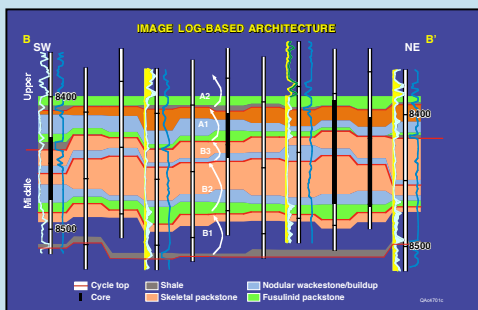 IMAGE LOG-BASED ARCHITECTURE
B
B'
SW
NE
Upper
Middle
8400
8400
8500
8500
A2
A1
B3
B2
B1
Cycle top
Core
Shale
Skeletal packstone
Nodular wackestone/buildup
Fusulinid packstone